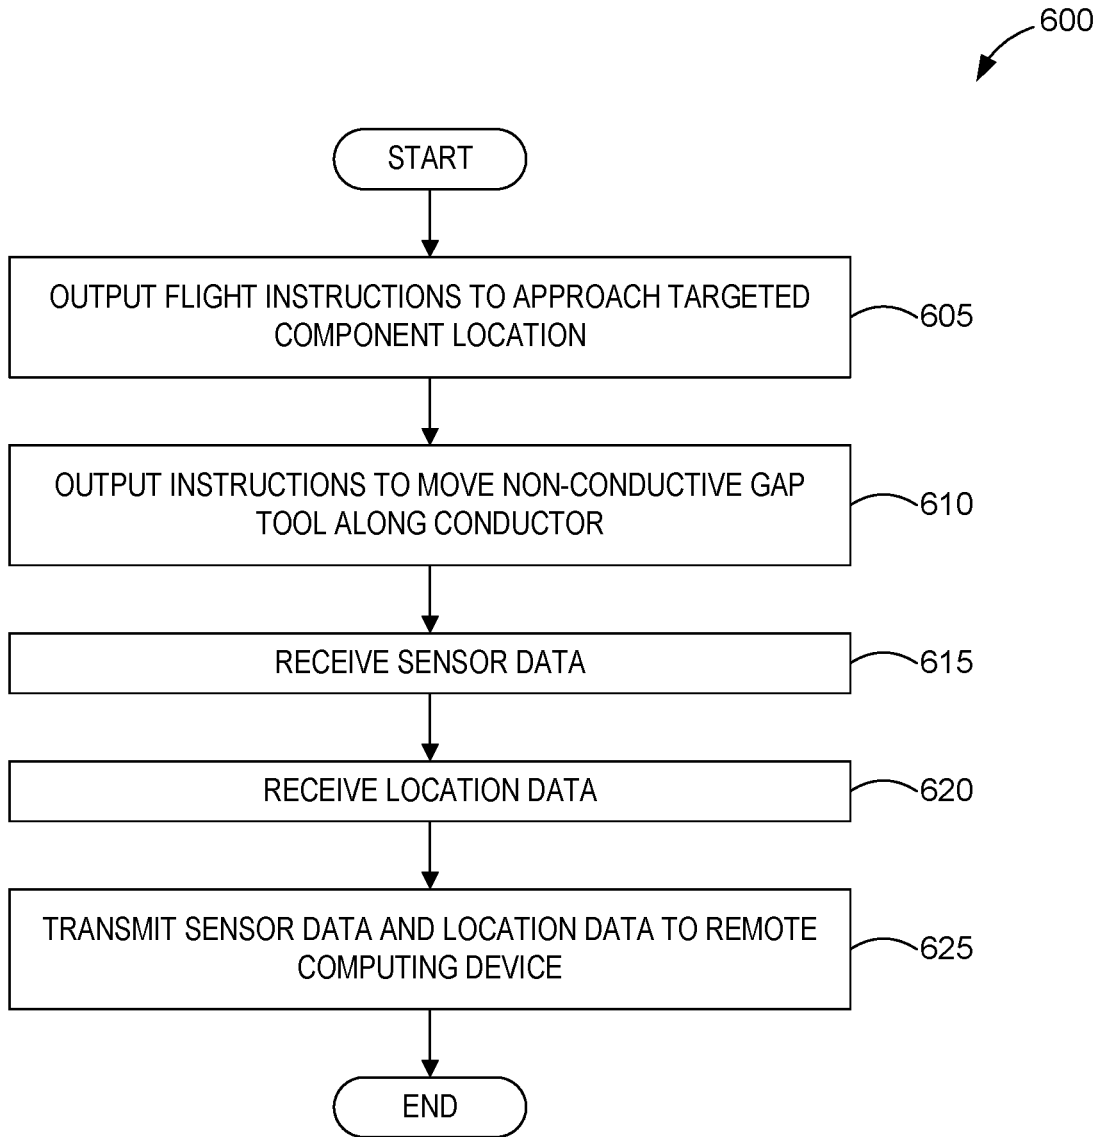 600
START
OUTPUT FLIGHT INSTRUCTIONS TO APPROACH TARGETED
COMPONENT LOCATION
605
OUTPUT INSTRUCTIONS TO MOVE NON-CONDUCTIVE GAP
TOOL ALONG CONDUCTOR
610
RECEIVE SENSOR DATA
615
RECEIVE LOCATION DATA
620
TRANSMIT SENSOR DATA AND LOCATION DATA TO REMOTE
COMPUTING DEVICE
625
END